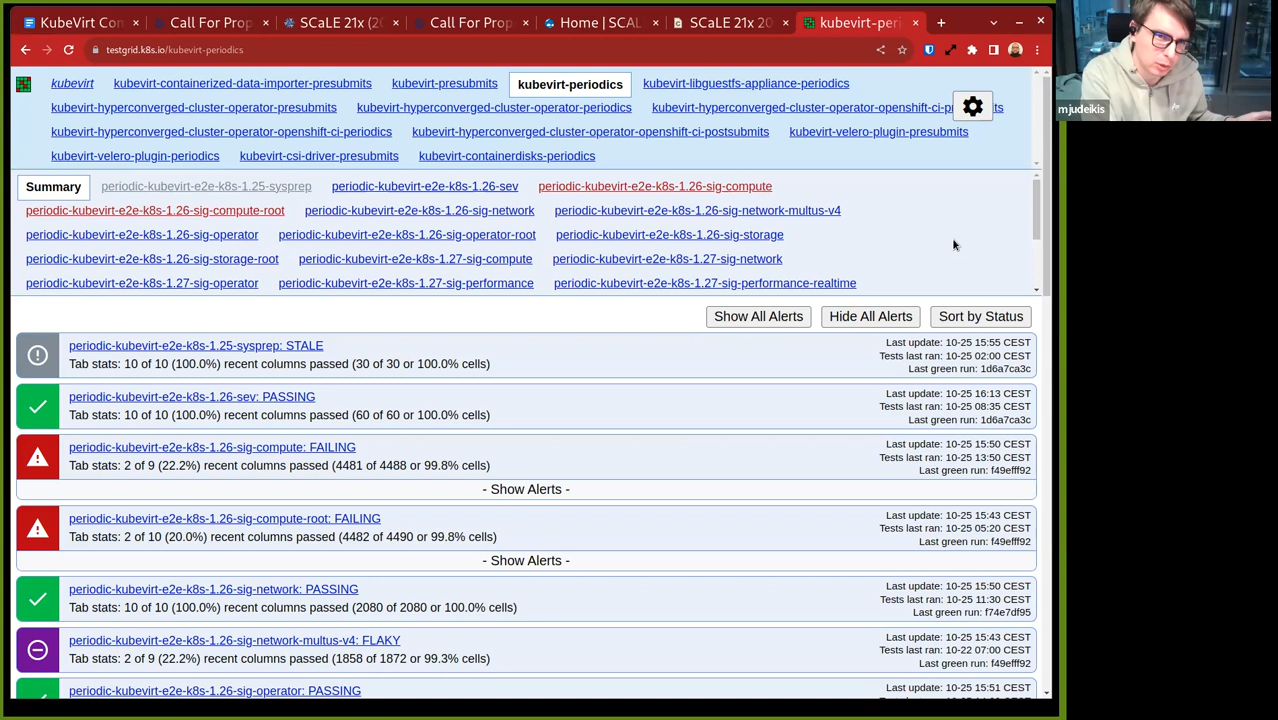 KubeVirt Con
Call For Prop
SCaLE 21x (20
Call For Prop
Home | SCAL
SCALE 21x 20
kubevirt-peri
testgrid.k8s.io/kubevirt-periodics
mjudeikis
kubevirt kubevirt-containerized-data-importer-presubmits kubevirt-presubmits kubevirt-periodics kubevirt-libguestfs-appliance-periodics
kubevirt-hyperconverged-cluster-operator-presubmits kubevirt-hyperconverged-cluster-operator-periodics kubevirt-hyperconverged-cluster-operator-openshift-ci-p ts
kubevirt-hyperconverged-cluster-operator-openshift-ci-periodics kubevirt-hyperconverged-cluster-operator-openshift-ci-postsubmits kubevirt-velero-plugin-presubmits
kubevirt-velero-plugin-periodics kubevirt-csi-driver-presubmits kubevirt-containerdisks-periodics
Summary periodic-kubevirt-e2e-k8s-1.25-sysprep periodic-kubevirt-e2e-k8s-1.26-sev periodic-kubevirt-e2e-k8s-1.26-sig-compute
periodic-kubevirt-e2e-k8s-1.26-sig-compute-root periodic-kubevirt-e2e-k8s-1.26-sig-network periodic-kubevirt-e2e-k8s-1.26-sig-network-multus-v4
periodic-kubevirt-e2e-k8s-1.26-sig-operator periodic-kubevirt-e2e-k8s-1.26-sig-operator-root periodic-kubevirt-e2e-k8s-1.26-sig-storage
periodic-kubevirt-e2e-k8s-1.26-sig-storage-root periodic-kubevirt-e2e-k8s-1.27-sig-compute periodic-kubevirt-e2e-k8s-1.27-sig-network
periodic-kubevirt-e2e-k8s-1.27-sig-operator periodic-kubevirt-e2e-k8s-1.27-sig-performance periodic-kubevirt-e2e-k8s-1.27-sig-performance-realtime
Show All Alerts Hide All Alerts Sort by Status
periodic-kubevirt-e2e-k8s-1.25-sysprep: STALE
Tab stats: 10 of 10 (100.0%) recent columns passed (30 of 30 or 100.0% cells)
Last update: 10-25 15:55 CEST
Tests last ran: 10-25 02:00 CEST
Last green run: 1d6a7ca3c
periodic-kubevirt-e2e-k8s-1.26-sev: PASSING
Tab stats: 10 of 10 (100.0%) recent columns passed (60 of 60 or 100.0% cells)
Last update: 10-25 16:13 CEST
Tests last ran: 10-25 08:35 CEST
Last green run: 1d6a7ca3c
periodic-kubevirt-e2e-k8s-1.26-sig-compute: FAILING
Tab stats: 2 of 9 (22.2%) recent columns passed (4481 of 4488 or 99.8% cells)
Last update: 10-25 15:50 CEST
Tests last ran: 10-25 13:50 CEST
Last green run: f49efff92
- Show Alerts -
periodic-kubevirt-e2e-k8s-1.26-sig-compute-root: FAILING
Tab stats: 2 of 10 (20.0%) recent columns passed (4482 of 4490 or 99.8% cells)
Last update: 10-25 15:43 CEST
Tests last ran: 10-25 05:20 CEST
Last green run: f49efff92
- Show Alerts -
periodic-kubevirt-e2e-k8s-1.26-sig-network: PASSING
Tab stats: 10 of 10 (100.0%) recent columns passed (2080 of 2080 or 100.0% cells)
Last update: 10-25 15:50 CEST
Tests last ran: 10-25 11:30 CEST
Last green run: f74e7df95
periodic-kubevirt-e2e-k8s-1.26-sig-network-multus-v4: FLAKY
Tab stats: 2 of 9 (22.2%) recent columns passed (1858 of 1872 or 99.3% cells)
Last update: 10-25 15:43 CEST
Tests last ran: 10-22 07:00 CEST
Last green run: f49efff92
periodic-kubevirt-e2e-k8s-1.26-sig-operator: PASSING
Last update: 10-25 15:51 CEST